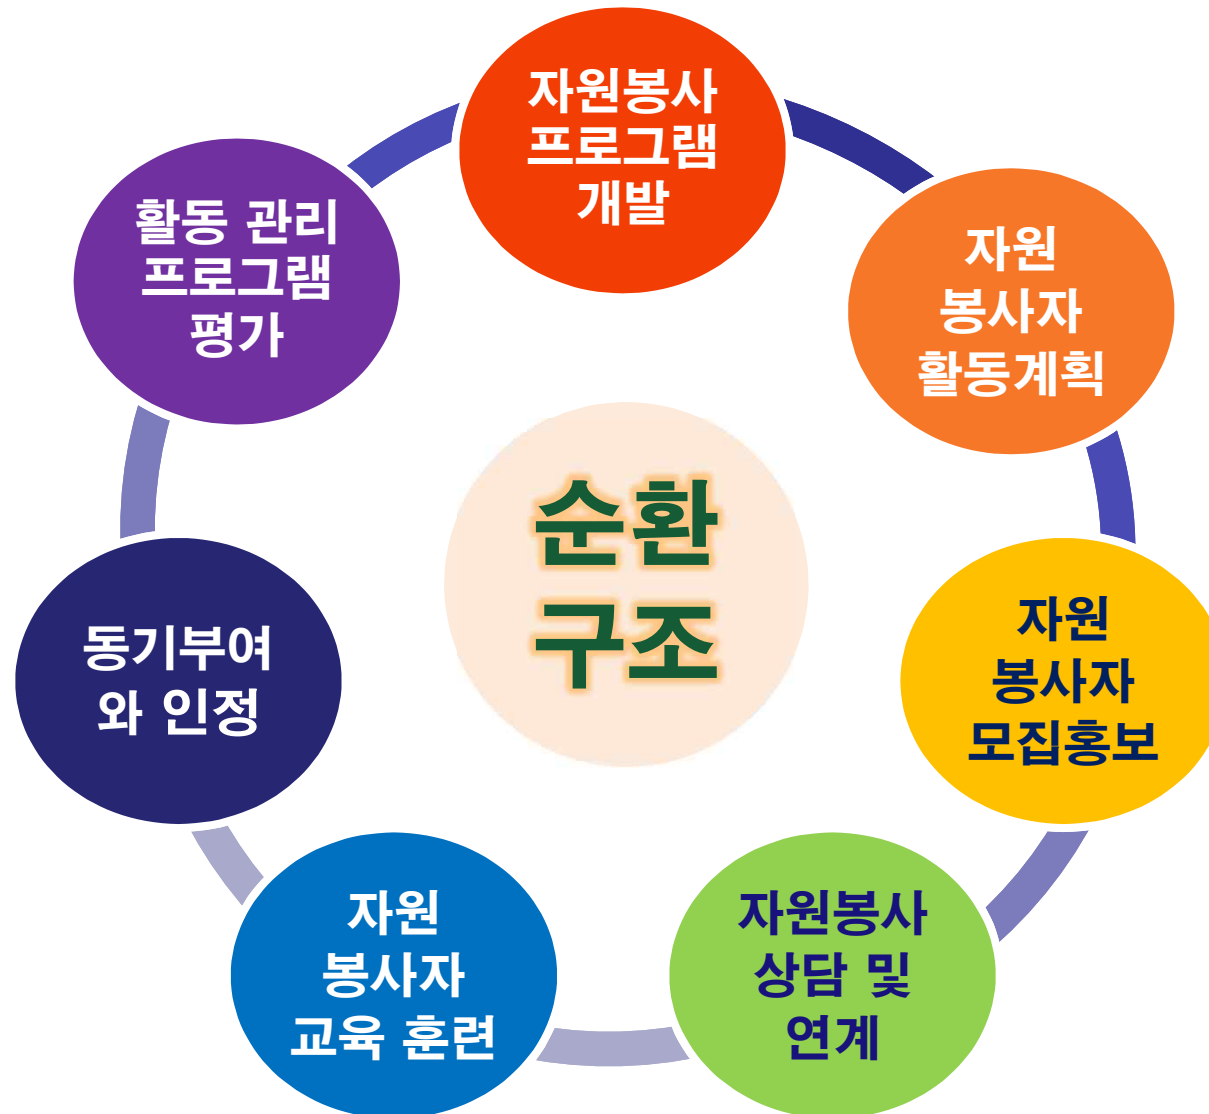 자원봉사
프로그램
개발
자원
봉사자
활동계획
자원
봉사자
모집홍보
자원봉사
상담 및
연계
자원
봉사자
교육 훈련
동기부여
와 인정
활동 관리
프로그램
평가
순환
구조